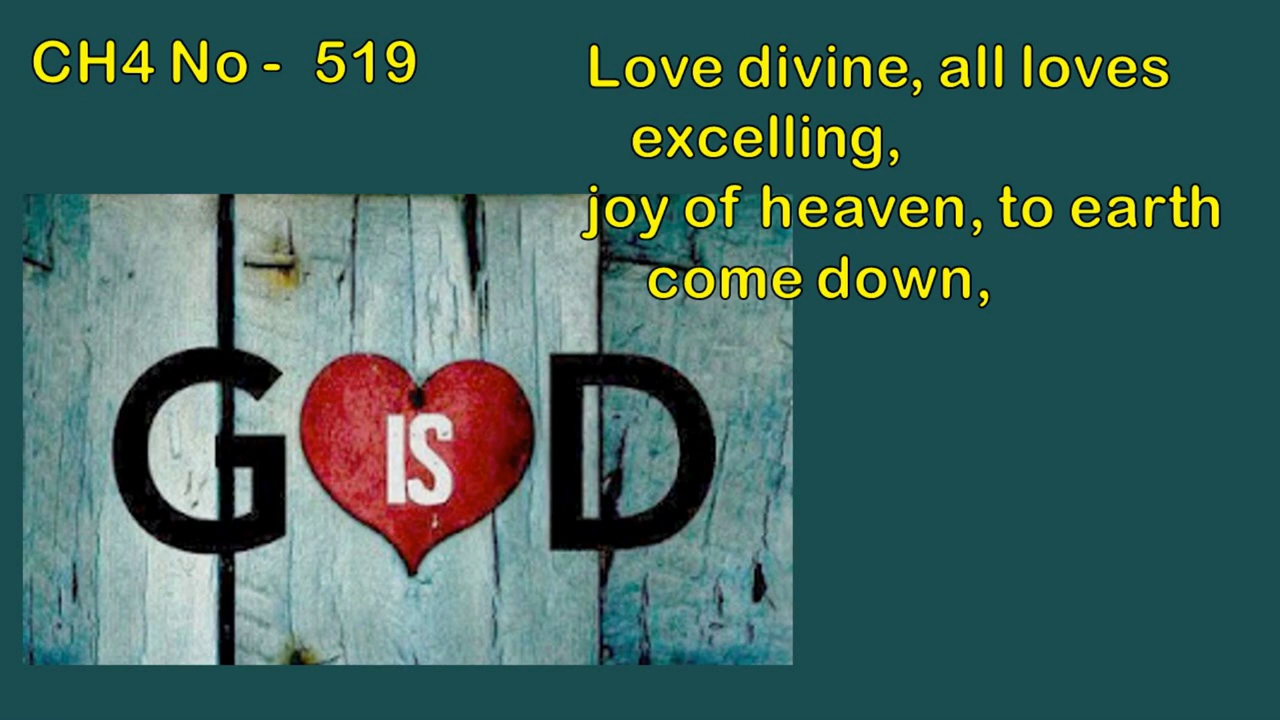 CH4 No - 519
Love divine, all loves
excelling,
joy of heaven, to earth
come down,
G IS D